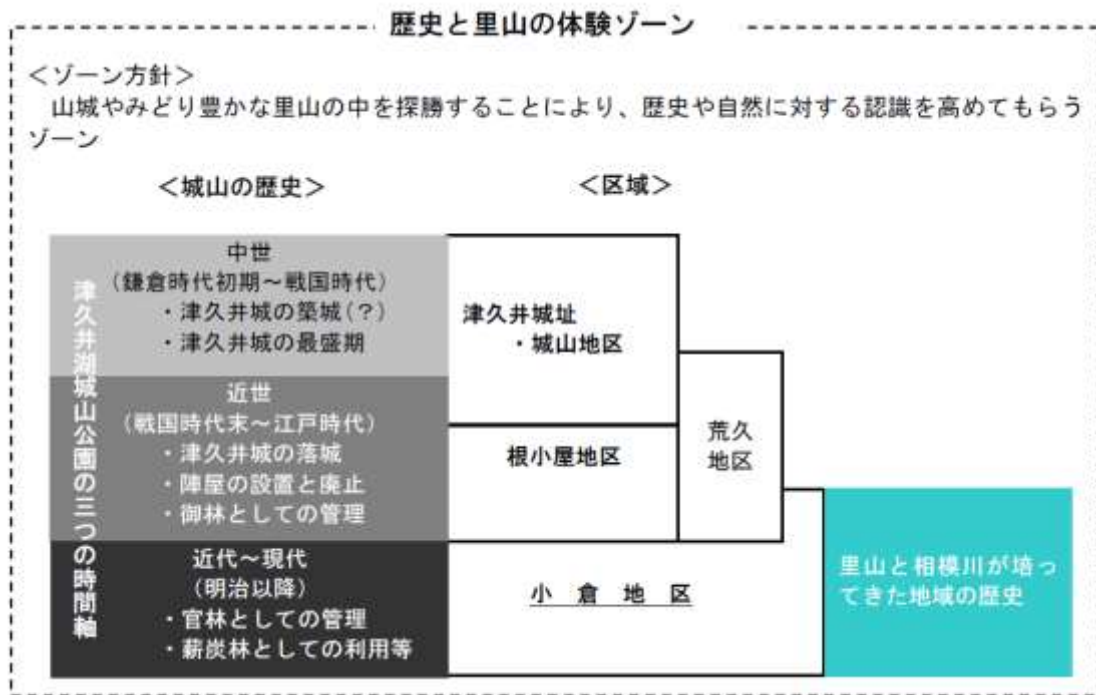 歴史と里山の体験ゾーン
＜ゾーン方針＞
山城やみどり豊かな里山の中を探勝することにより、歴史や自然に対する認識を高めてもらう
ゾーン
＜城山の歴史＞
＜区域＞
津久井湖城山公園の三つの時間軸
中世
（鎌倉時代初期～戦国時代）
・津久井城の築城(？)
・津久井城の最盛期
近世
（戦国時代末～江戸時代）
・津久井城の落城
・陣屋の設置と廃止
・御林としての管理
近代～現代
(明治以降)
・官林としての管理
・薪炭林としての利用等
津久井城址
・城山地区
根小屋地区
荒久
地区
小　倉　地　区
里山と相模川が培っ
てきた地域の歴史